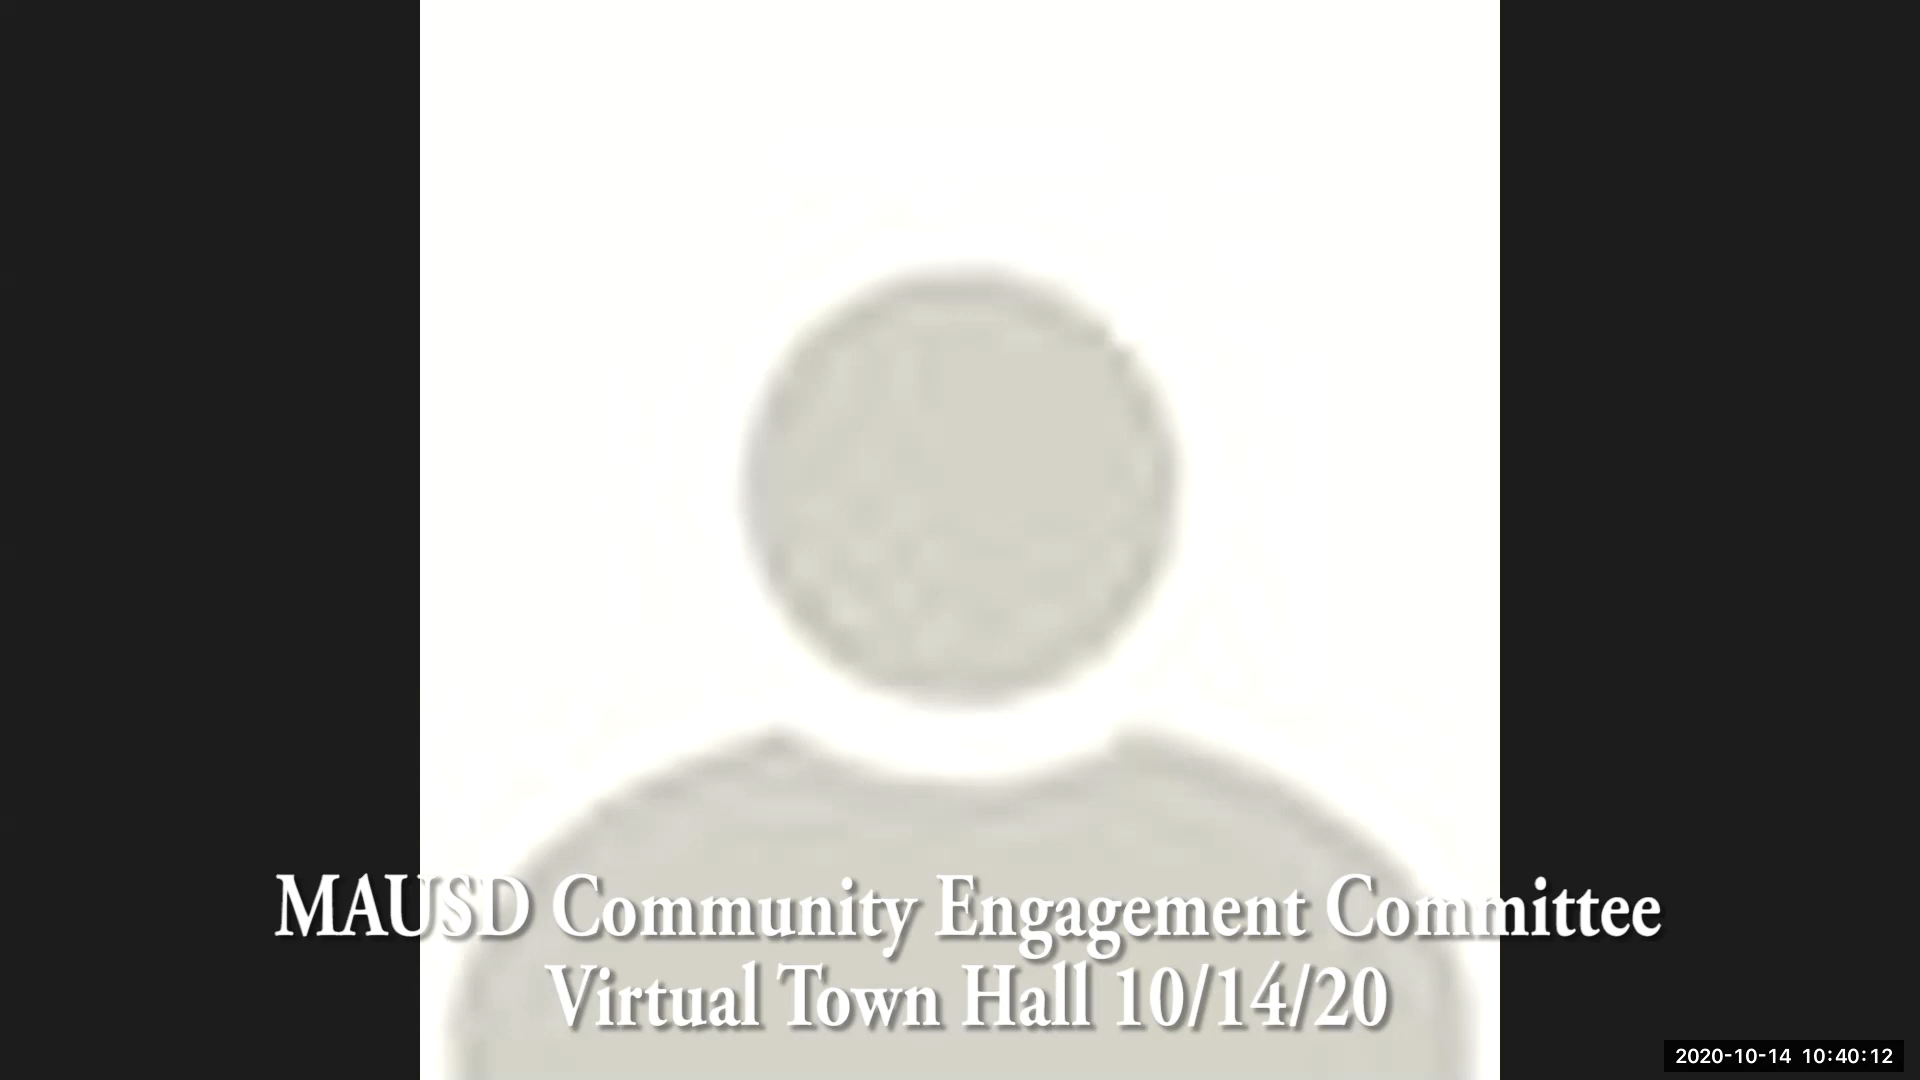 MAUSD Community Engagement Committee
Virtual Town Hall 10/14/20
2020-10-14 10:40:12